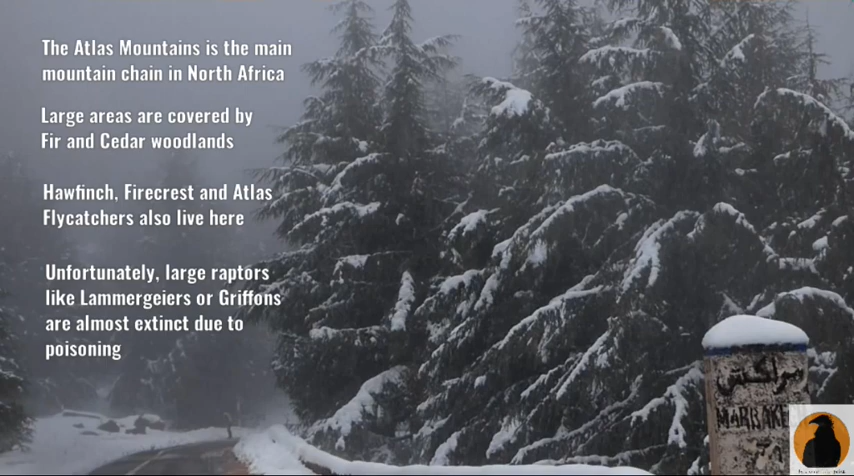 The Atlas Mountains is the main
mountain chain in North Africa
Large areas are covered by
Fir and Cedar woodlands
Hawfinch, Firecrest and Atlas
Flycatchers also live here
Unfortunately, large raptors
like Lammergeiers or Griffons
are almost extinct due to
poisoning
مراكش
MARRAKE